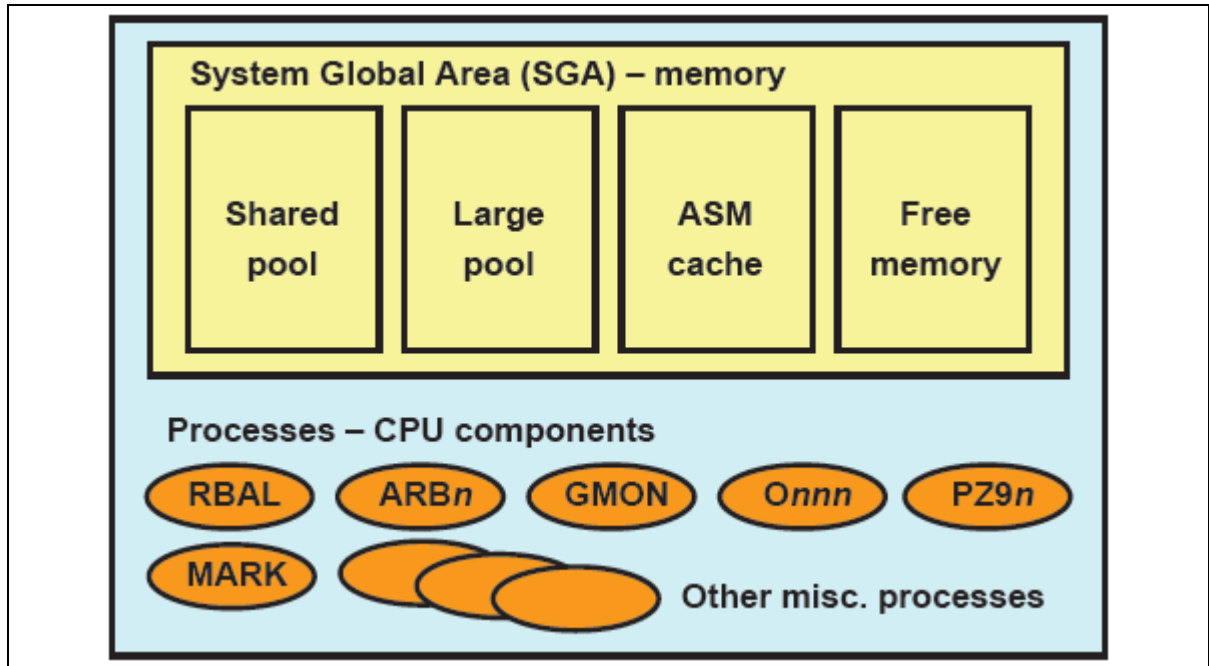 System Global Area (SGA) – memory
Shared
pool
Large
pool
ASM
cache
Free
memory
Processes – CPU components
RBAL
ARBn
GMON
Onnn
PZ9n
MARK
Other misc. processes